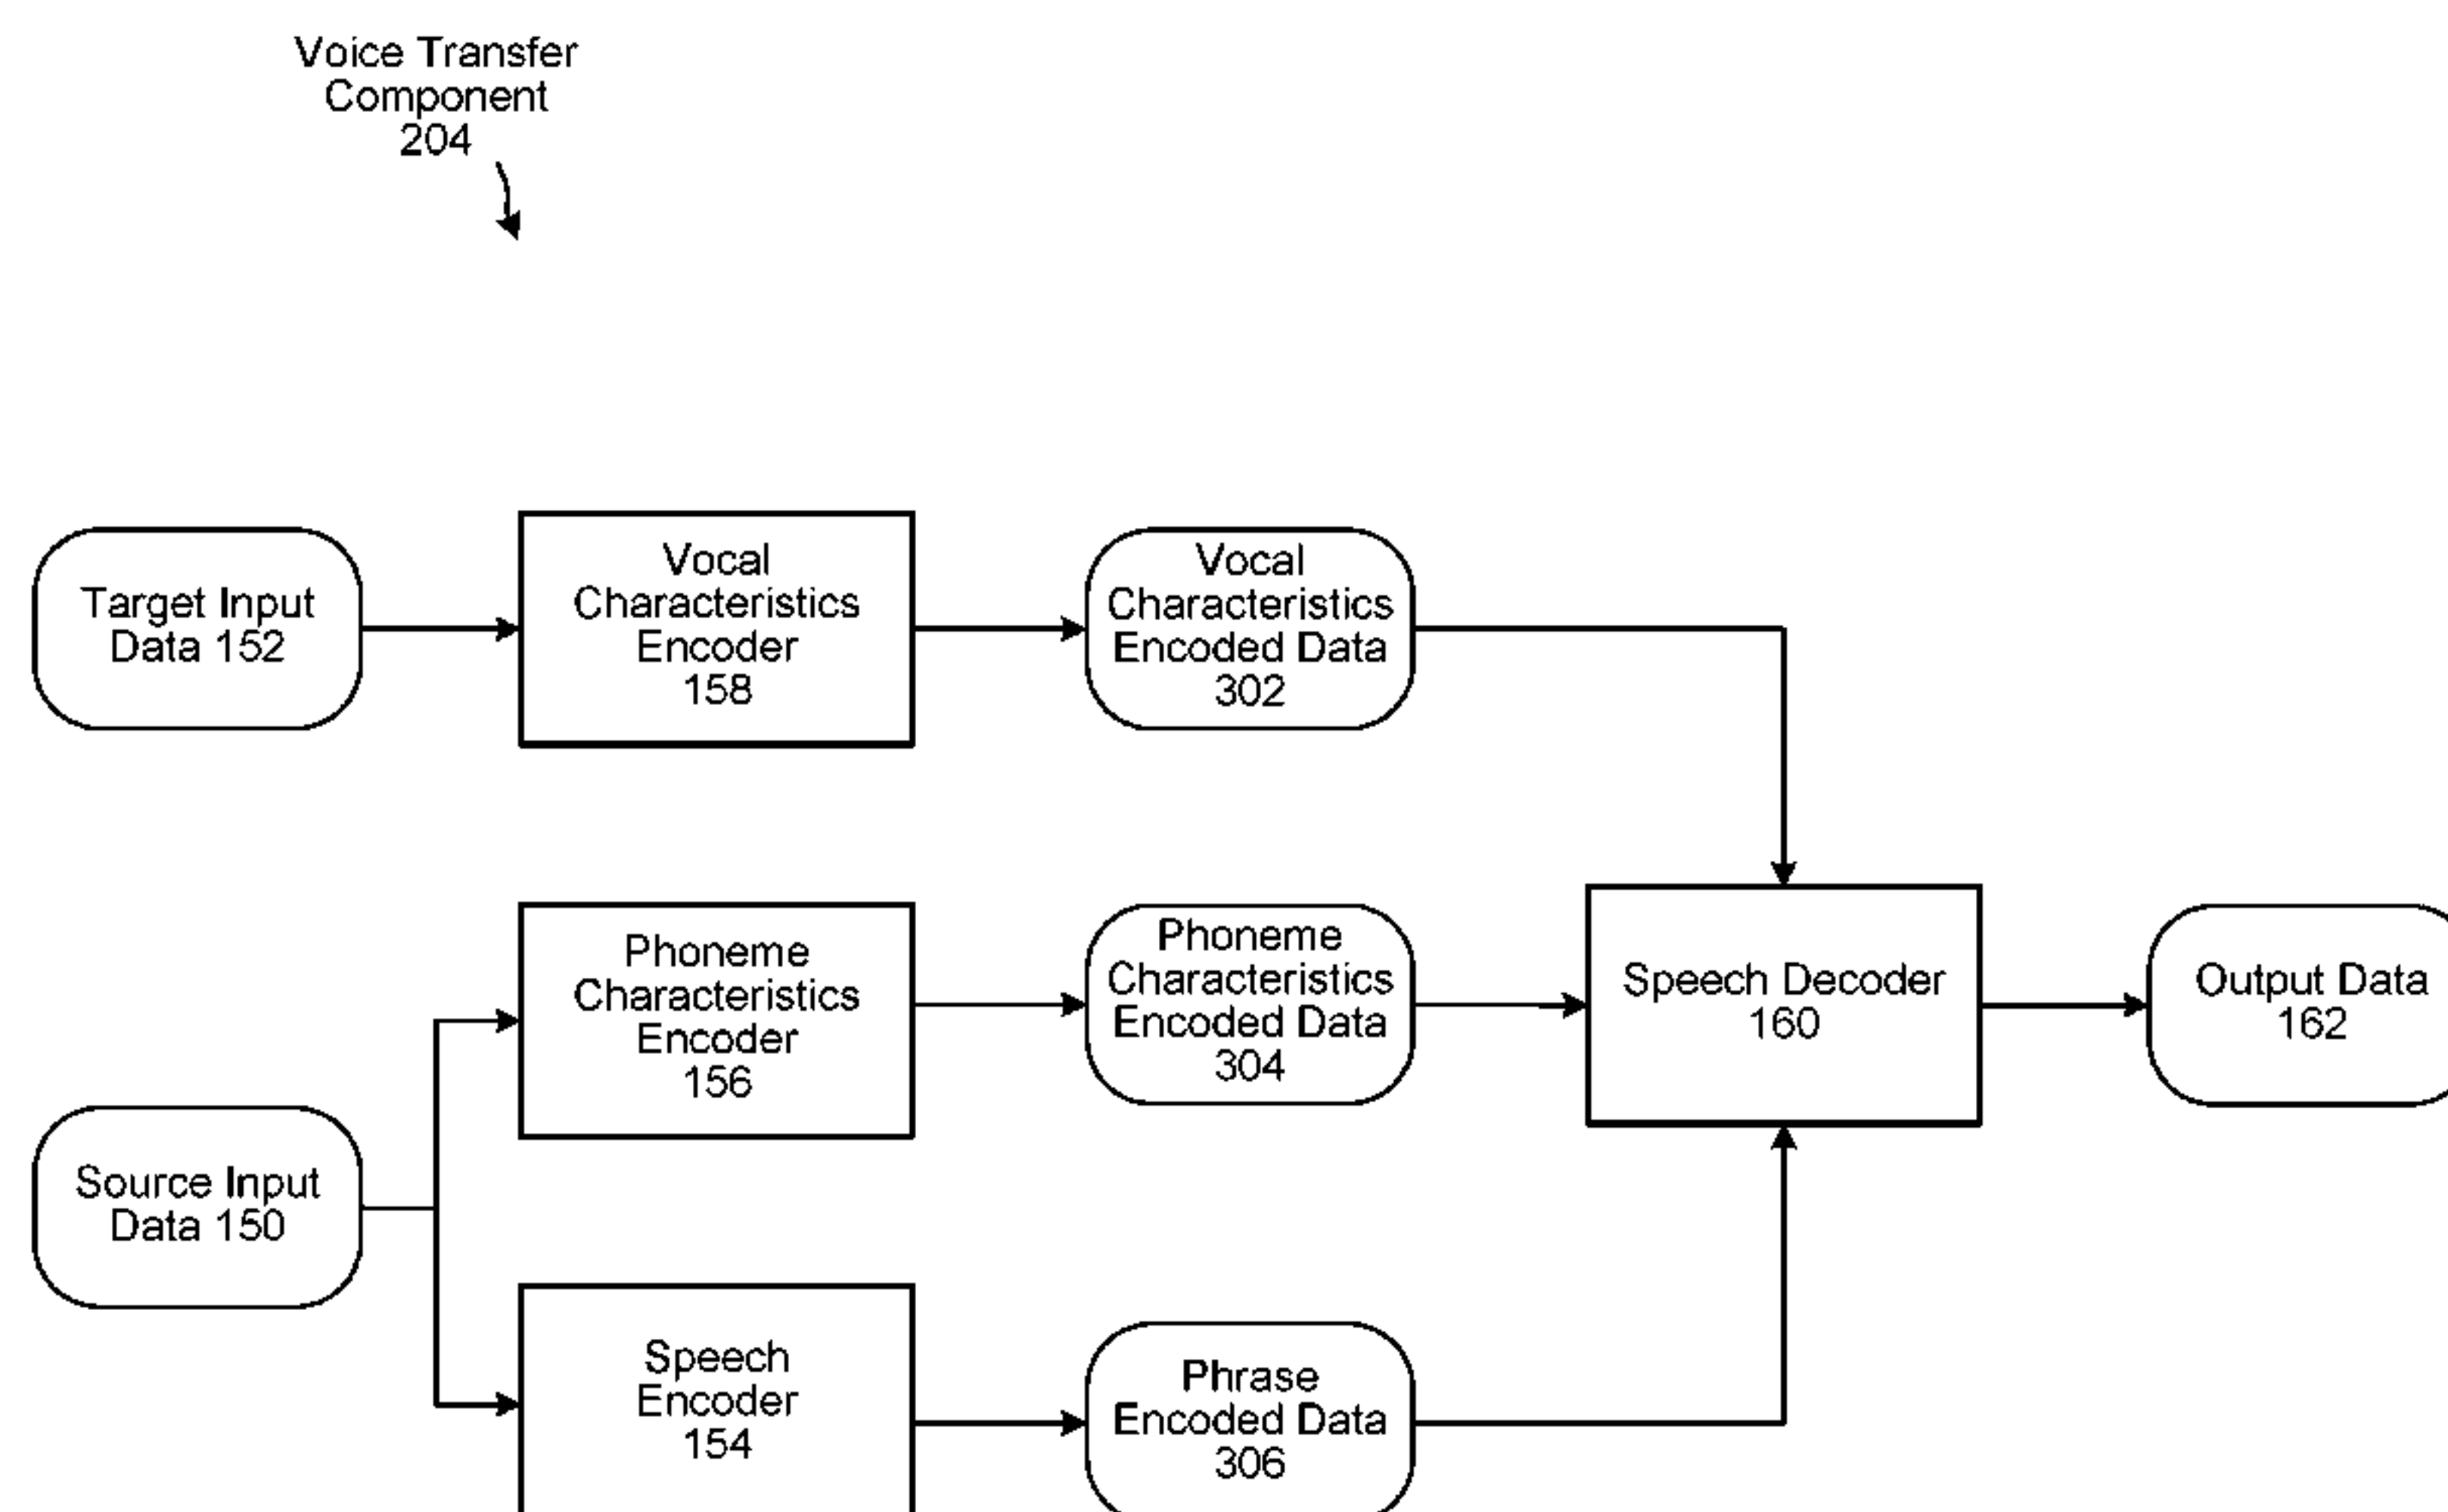 Voice Transfer
Component
204
Target Input
Data 152
Vocal
Characteristics
Encoder
158
Vocal
Characteristics
Encoded Data
302
Phoneme
Characteristics
Encoder
156
Phoneme
Characteristics
Encoded Data
304
Speech Decoder
160
Output Data
162
Source Input
Data 150
Speech
Encoder
154
Phrase
Encoded Data
306